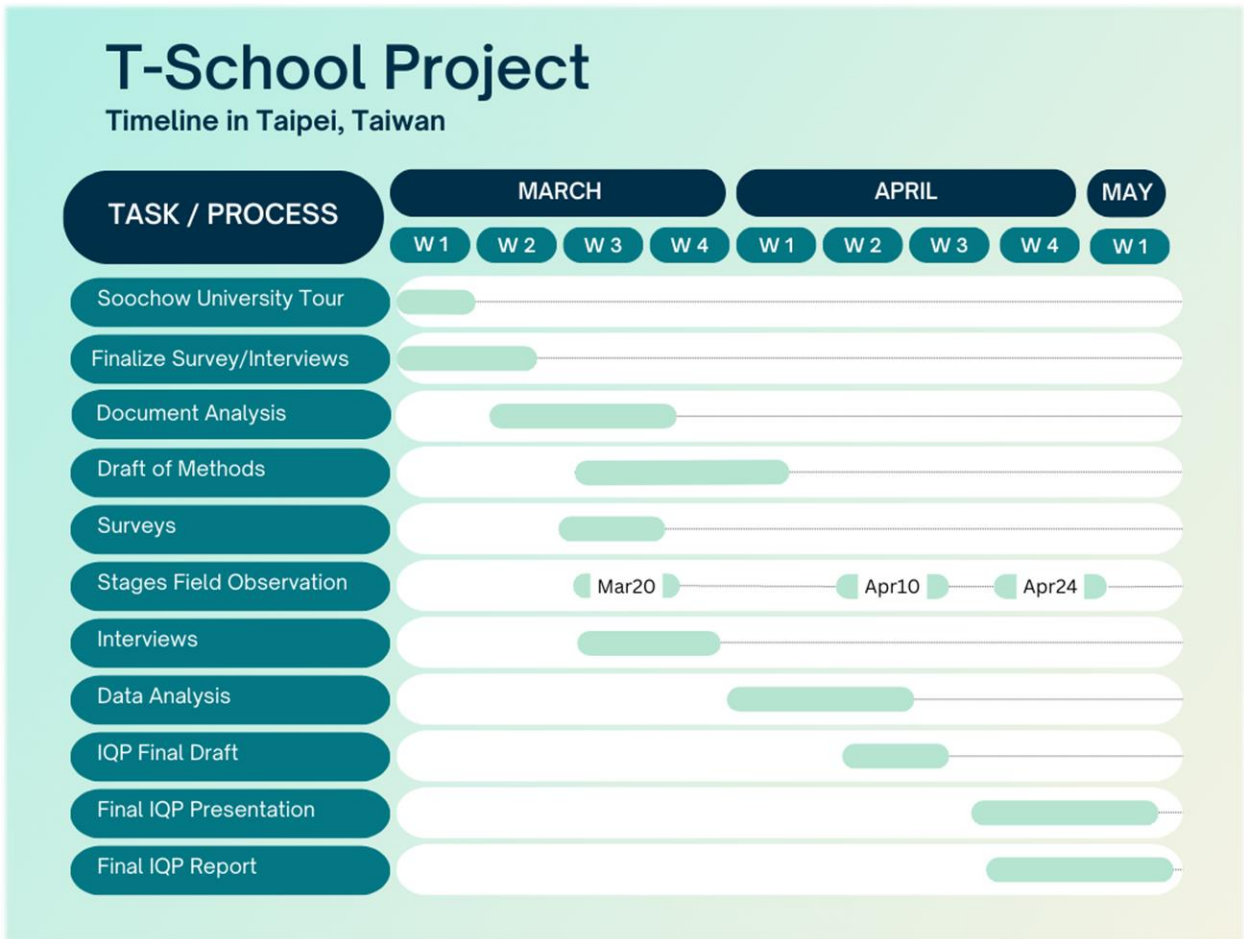 T-School Project
Timeline in Taipei, Taiwan
TASK / PROCESS
MARCH
APRIL
MAY
W 1
W 2
W 3
W 4
W 1
W 2
W 3
W 4
W 1
Soochow University Tour
Finalize Survey/Interviews
Document Analysis
Draft of Methods
Surveys
Stages Field Observation
Mar20
Apr10
Apr24
Interviews
Data Analysis
IQP Final Draft
Final IQP Presentation
Final IQP Report